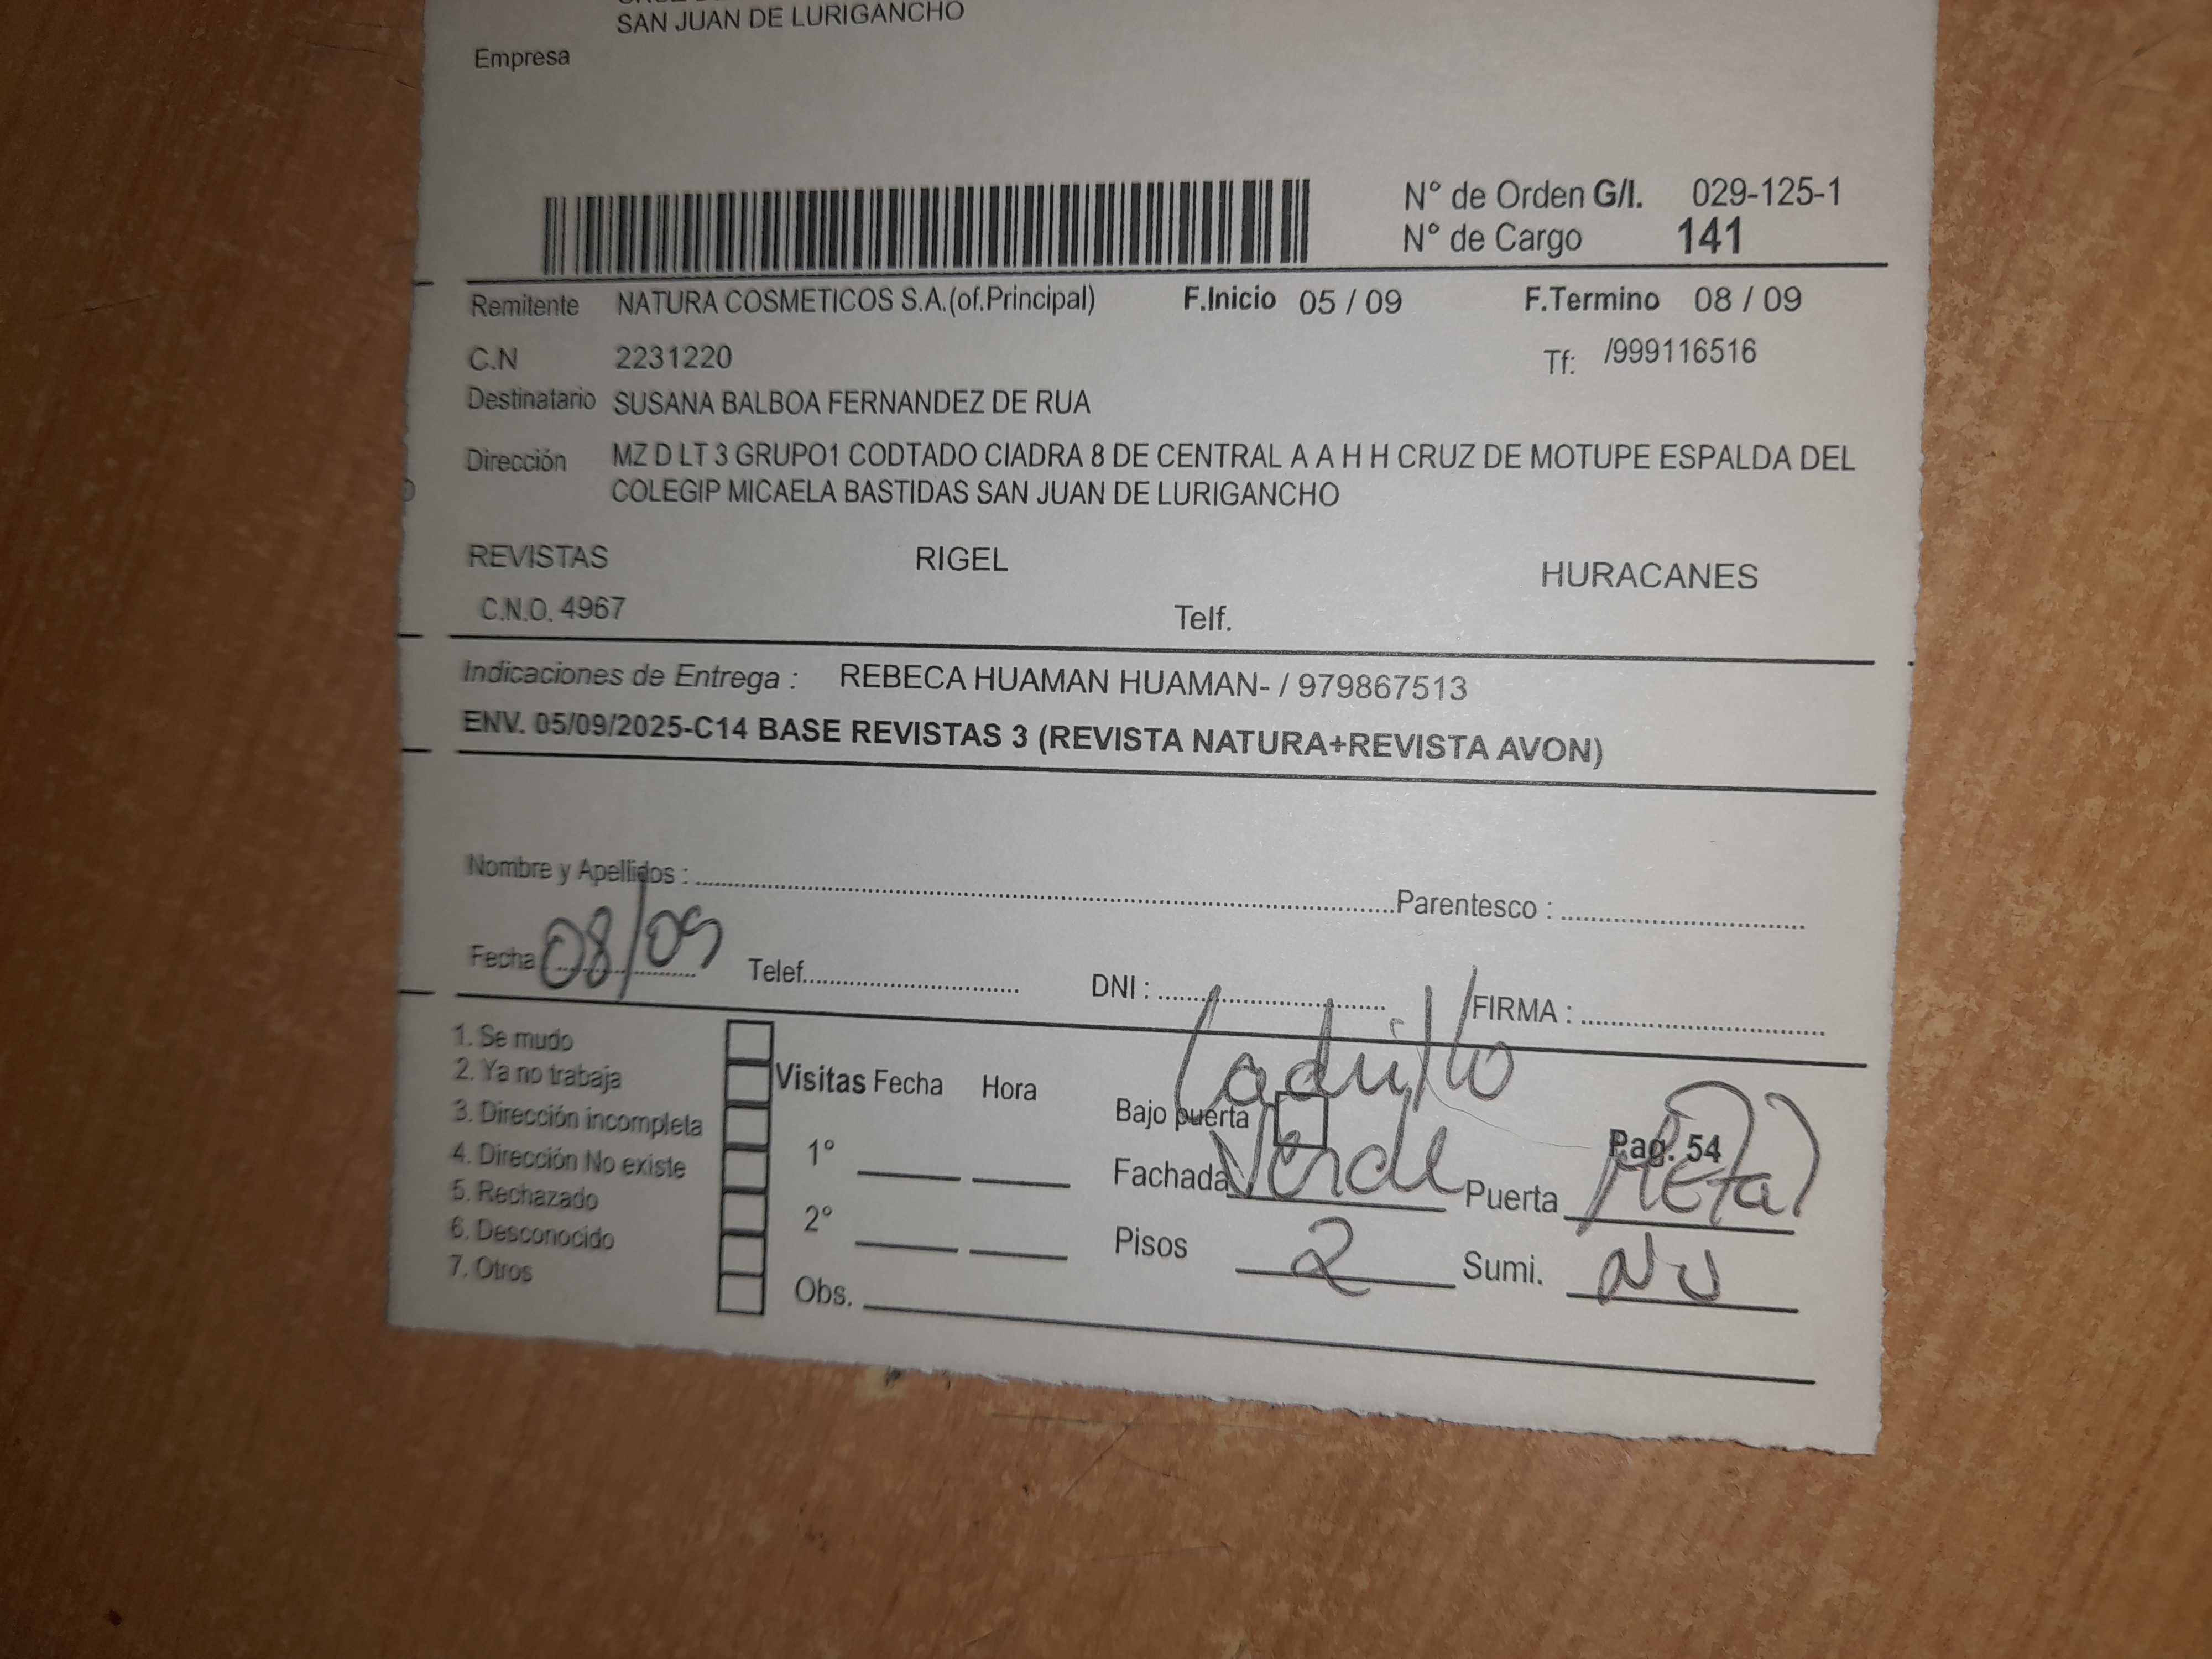 SAN JUAN DE LURIGANCHO
Empresa
N° de Orden G/I. 029-125-1
N° de Cargo 141
Remitente NATURA COSMETICOS S.A.(of.Principal) F.Inicio 05 / 09 F.Termino 08 / 09
C.N 2231220 Tf: /999116516
Destinatario SUSANA BALBOA FERNANDEZ DE RUA
Dirección MZ D LT 3 GRUPO1 CODTADO CIADRA 8 DE CENTRAL A A H H CRUZ DE MOTUPE ESPALDA DEL
COLEGIP MICAELA BASTIDAS SAN JUAN DE LURIGANCHO
REVISTAS RIGEL HURACANES
C.N.O. 4967 Telf.
Indicaciones de Entrega : REBECA HUAMAN HUAMAN- / 979867513
ENV. 05/09/2025-C14 BASE REVISTAS 3 (REVISTA NATURA+REVISTA AVON)
Nombre y Apellidos : Parentesco :
Fecha 08/09 Telef. DNI : FIRMA :
1. Se mudo
2. Ya no trabaja
3. Dirección incompleta
4. Dirección No existe
5. Rechazado
6. Desconocido
7. Otros
Visitas Fecha Hora
1°
2°
Obs.
Ladrillo
Bajo puerta Pag. 54
Fachada Verde Puerta Metal
Pisos 2 Sumi. NO